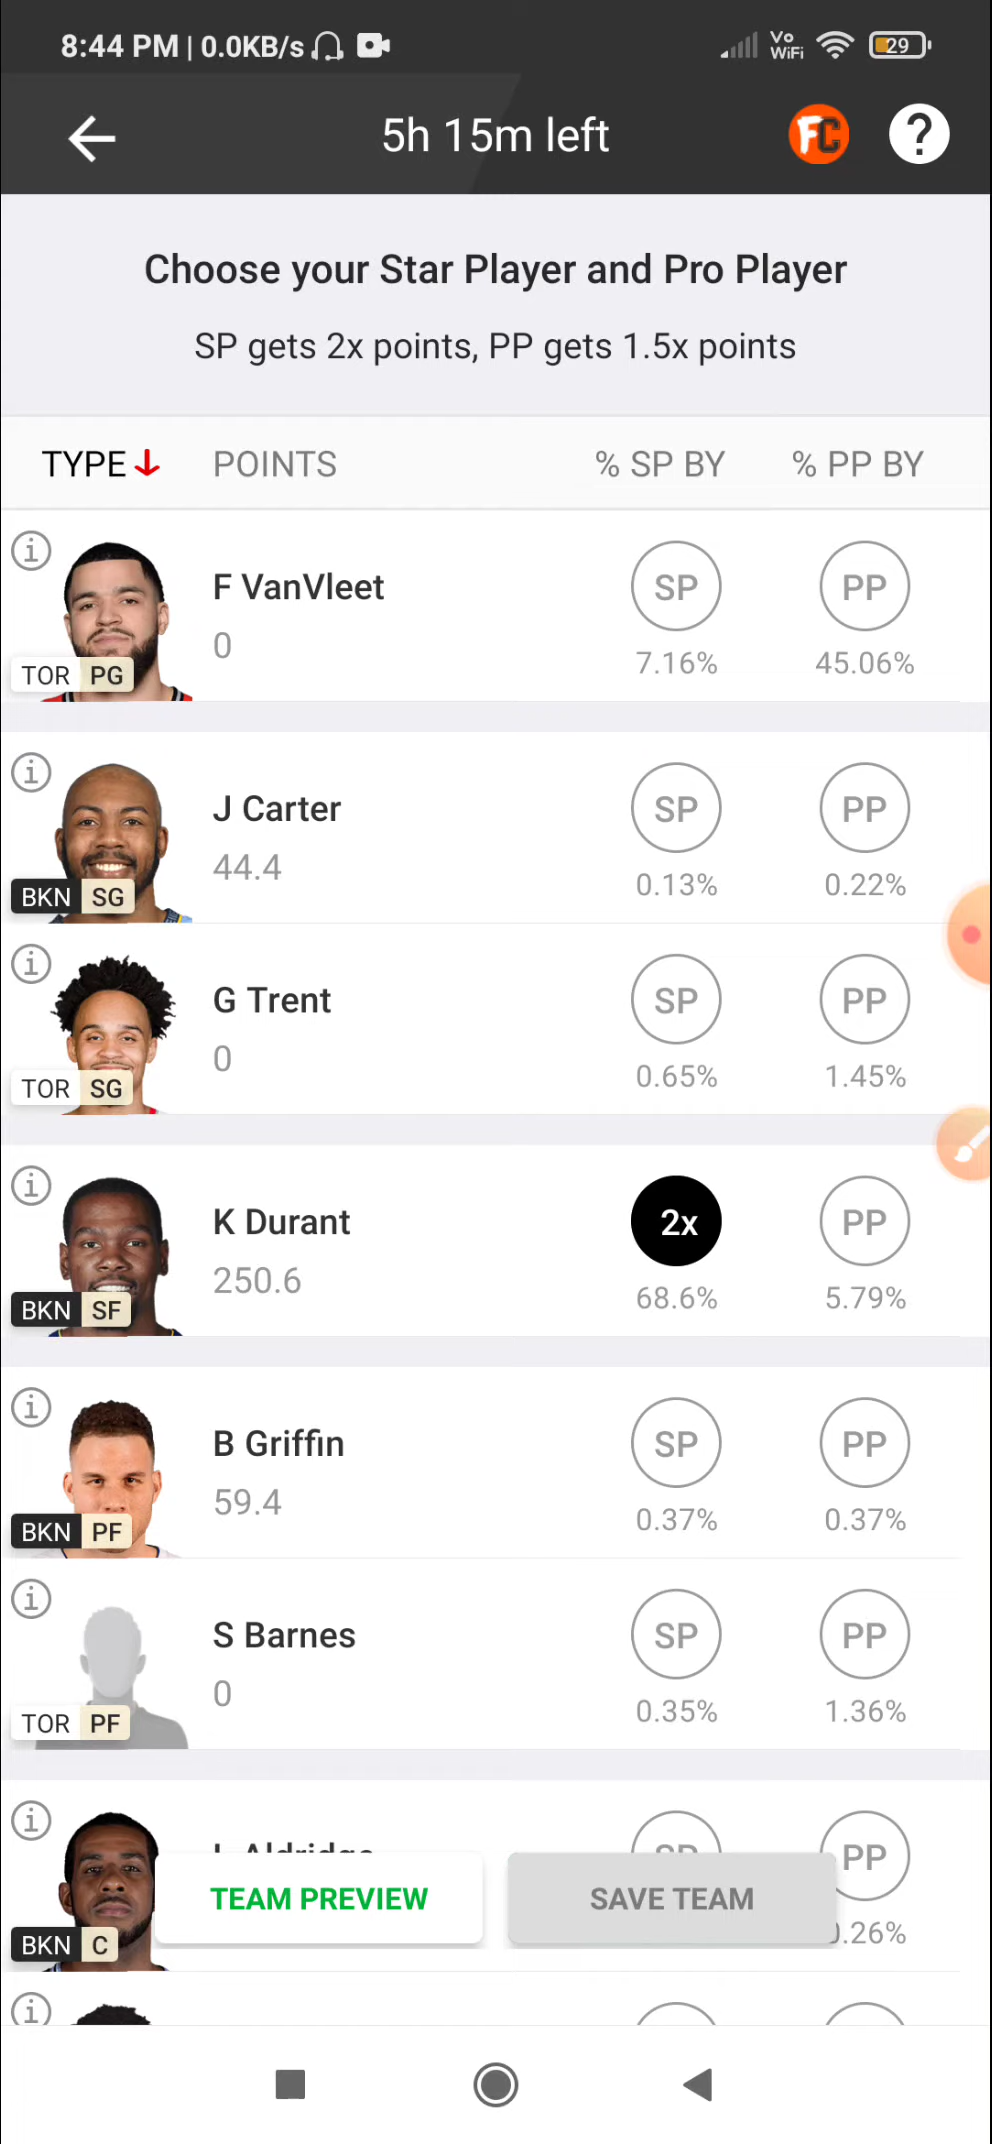 8:44 PM | 0.0KB/s Vo WiFi 29
5h 15m left FC ?
Choose your Star Player and Pro Player
SP gets 2x points, PP gets 1.5x points
TYPE POINTS % SP BY % PP BY
F VanVleet SP PP
0 7.16% 45.06%
TOR PG
J Carter SP PP
44.4 0.13% 0.22%
BKN SG
G Trent SP PP
0 0.65% 1.45%
TOR SG
K Durant 2x PP
250.6 68.6% 5.79%
BKN SF
B Griffin SP PP
59.4 0.37% 0.37%
BKN PF
S Barnes SP PP
0 0.35% 1.36%
TOR PF
L Aldridge SP PP
TEAM PREVIEW SAVE TEAM
BKN C .26%